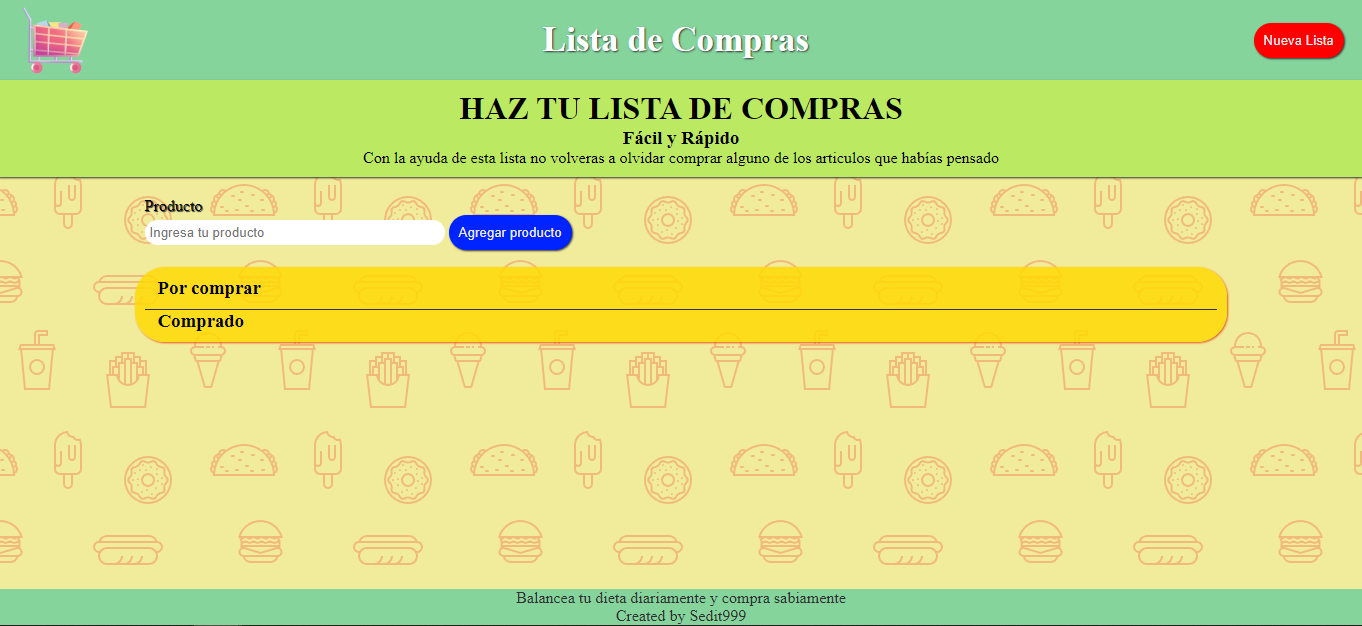 Lista de Compras
Nueva Lista
HAZ TU LISTA DE COMPRAS
Fácil y Rápido
Con la ayuda de esta lista no volveras a olvidar comprar alguno de los articulos que habías pensado
Producto
Ingresa tu producto
Agregar producto
Por comprar
Comprado
Balancea tu dieta diariamente y compra sabiamente
Created by Sedit999